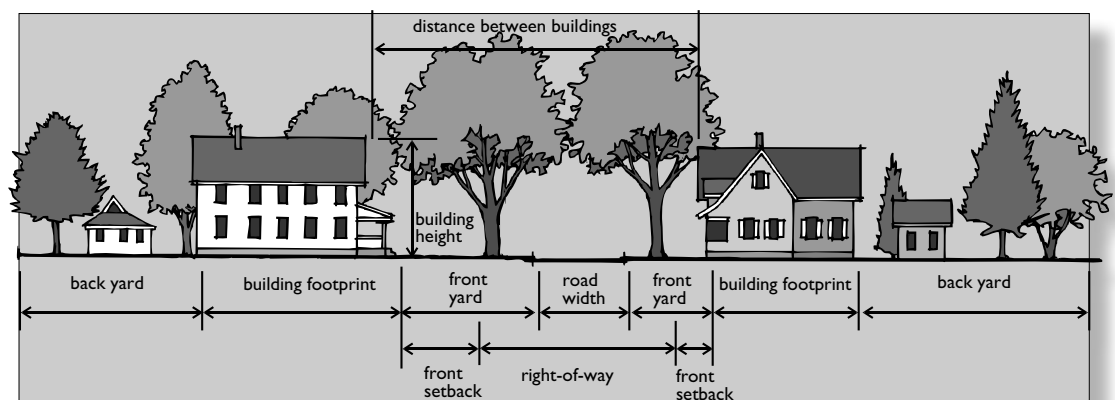 distance between buildings
building
height
back yard
building footprint
front
yard
road
width
front
yard
building footprint
back yard
front
setback
right-of-way
front
setback